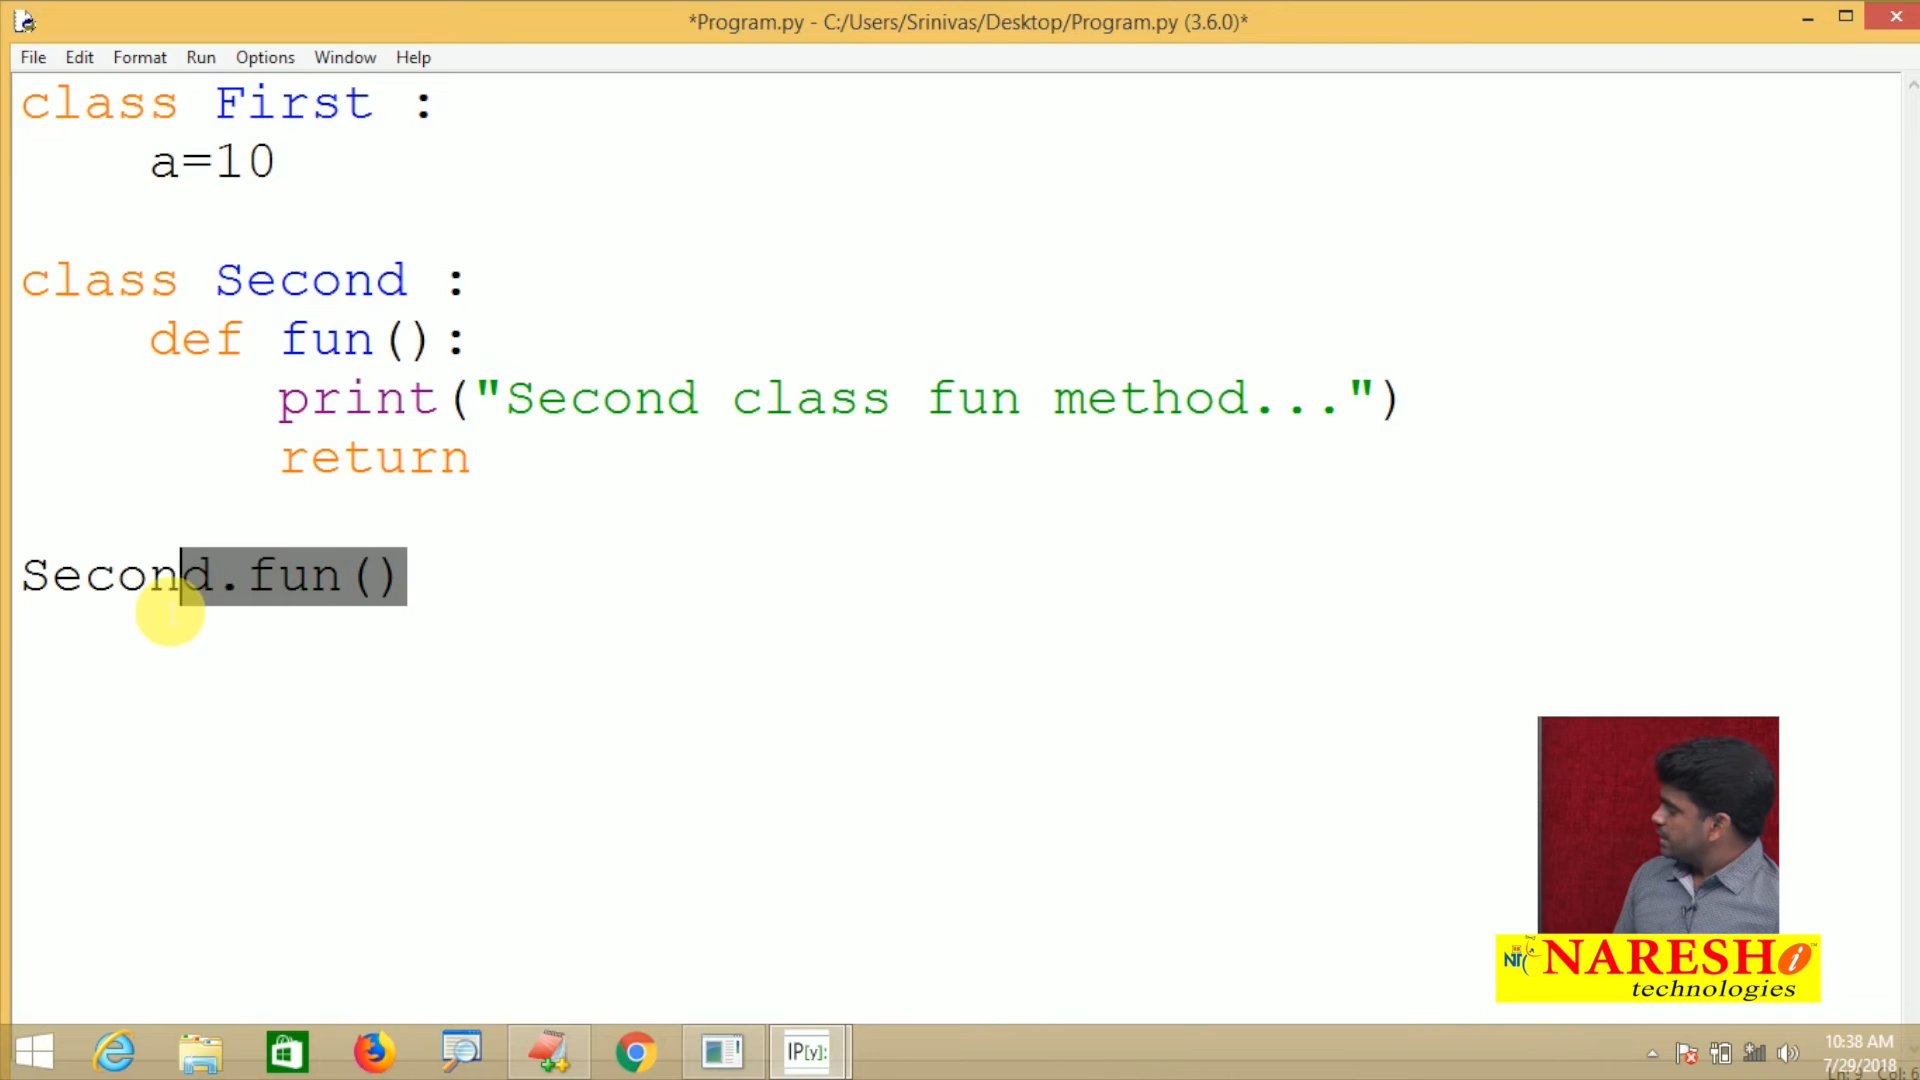 *Program.py - C:/Users/Srinivas/Desktop/Program.py (3.6.0)*
File Edit Format Run Options Window Help
class First :
a=10
class Second :
def fun():
print("Second class fun method...")
return
Second.fun()
NARESH i
technologies
IP[y]:
10:38 AM
7/29/2018